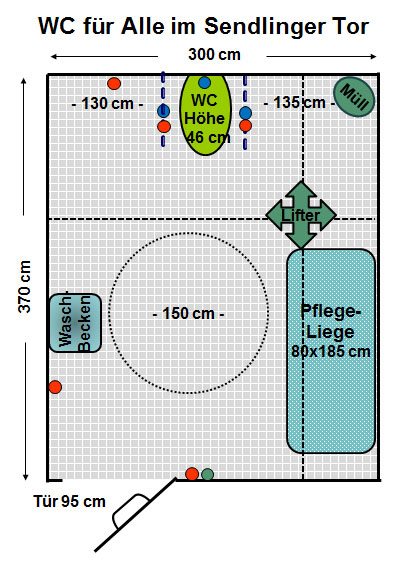 WC für Alle im Sendlinger Tor
300 cm
- 130 cm -
WC
Höhe
46 cm
- 135 cm -
Müll
Lifter
370 cm
Wasch-
Becken
- 150 cm -
Pflege-
Liege
80x185 cm
Tür 95 cm